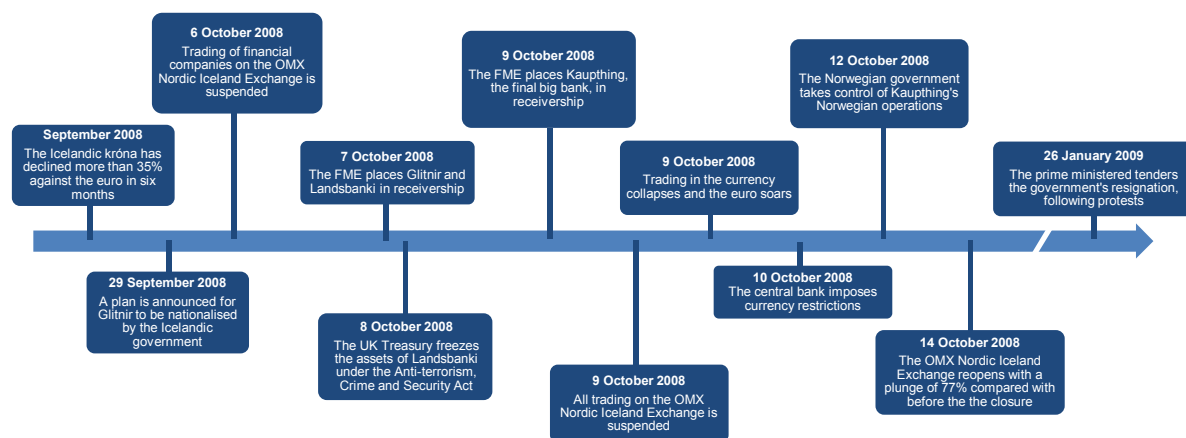 September 2008
The Icelandic króna has
declined more than 35%
against the euro in six
months
29 September 2008
A plan is announced for
Glitnir to be nationalised
by the Icelandic
government
6 October 2008
Trading of financial
companies on the OMX
Nordic Iceland Exchange is
suspended
7 October 2008
The FME places Glitnir and
Landsbanki in receivership
8 October 2008
The UK Treasury freezes
the assets of Landsbanki
under the Anti-terrorism,
Crime and Security Act
9 October 2008
The FME places Kaupthing,
the final big bank, in
receivership
9 October 2008
All trading on the OMX
Nordic Iceland Exchange is
suspended
9 October 2008
Trading in the currency
collapses and the euro soars
10 October 2008
The central bank imposes
currency restrictions
12 October 2008
The Norwegian government
takes control of Kaupthing's
Norwegian operations
14 October 2008
The OMX Nordic Iceland
Exchange reopens with a
plunge of 77% compared with
before the the closure
26 January 2009
The prime ministered tenders
the government's resignation,
following protests